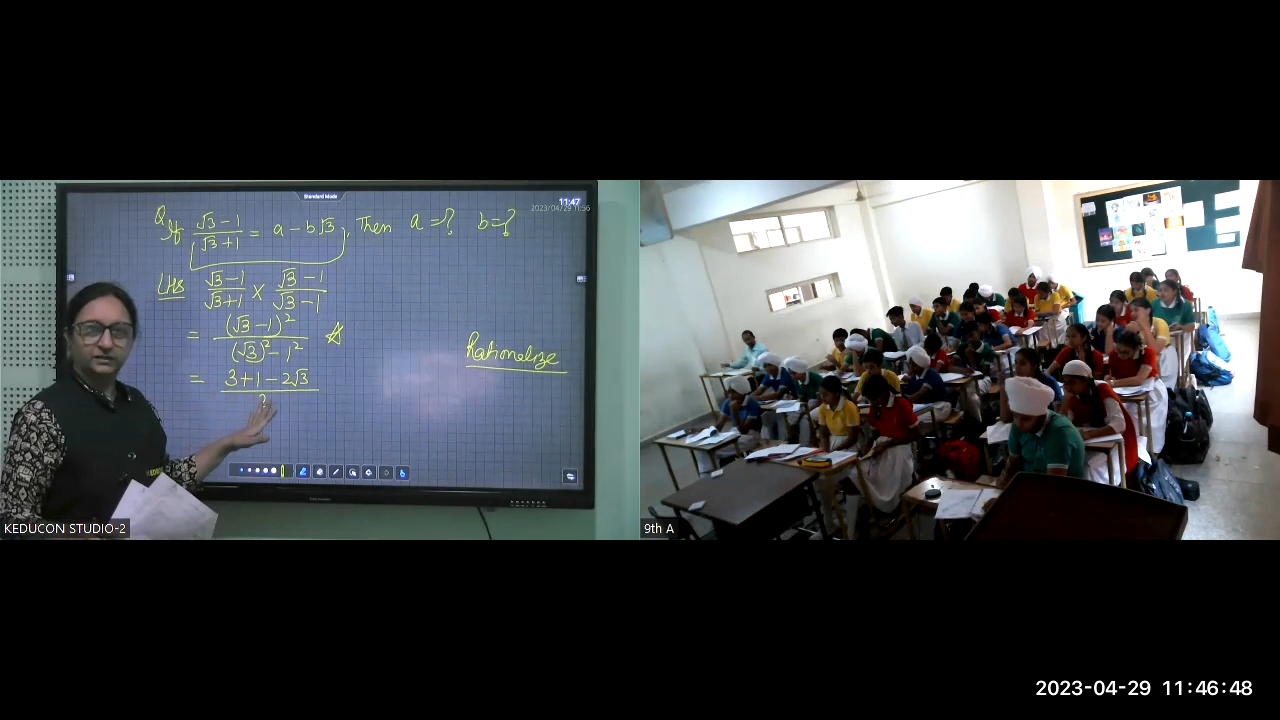 Standard Mode
11:47
2023/04/29 11:56
Q If (√3 - 1)/(√3 + 1) = a - b√3, Then a = ? b = ?
LHS (√3 - 1)/(√3 + 1) × (√3 - 1)/(√3 - 1)
= (√3 - 1)²/((√3)² - 1²)
Rationalize
= (3 + 1 - 2√3)/
KEDUCON STUDIO-2
9th A
2023-04-29 11:46:48